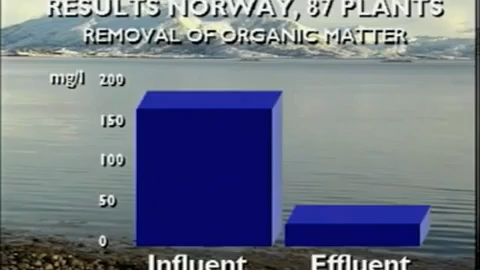 RESULTS NORWAY, 87 PLANTS
REMOVAL OF ORGANIC MATTER
mg/l
200
150
100
50
0
Influent
Effluent